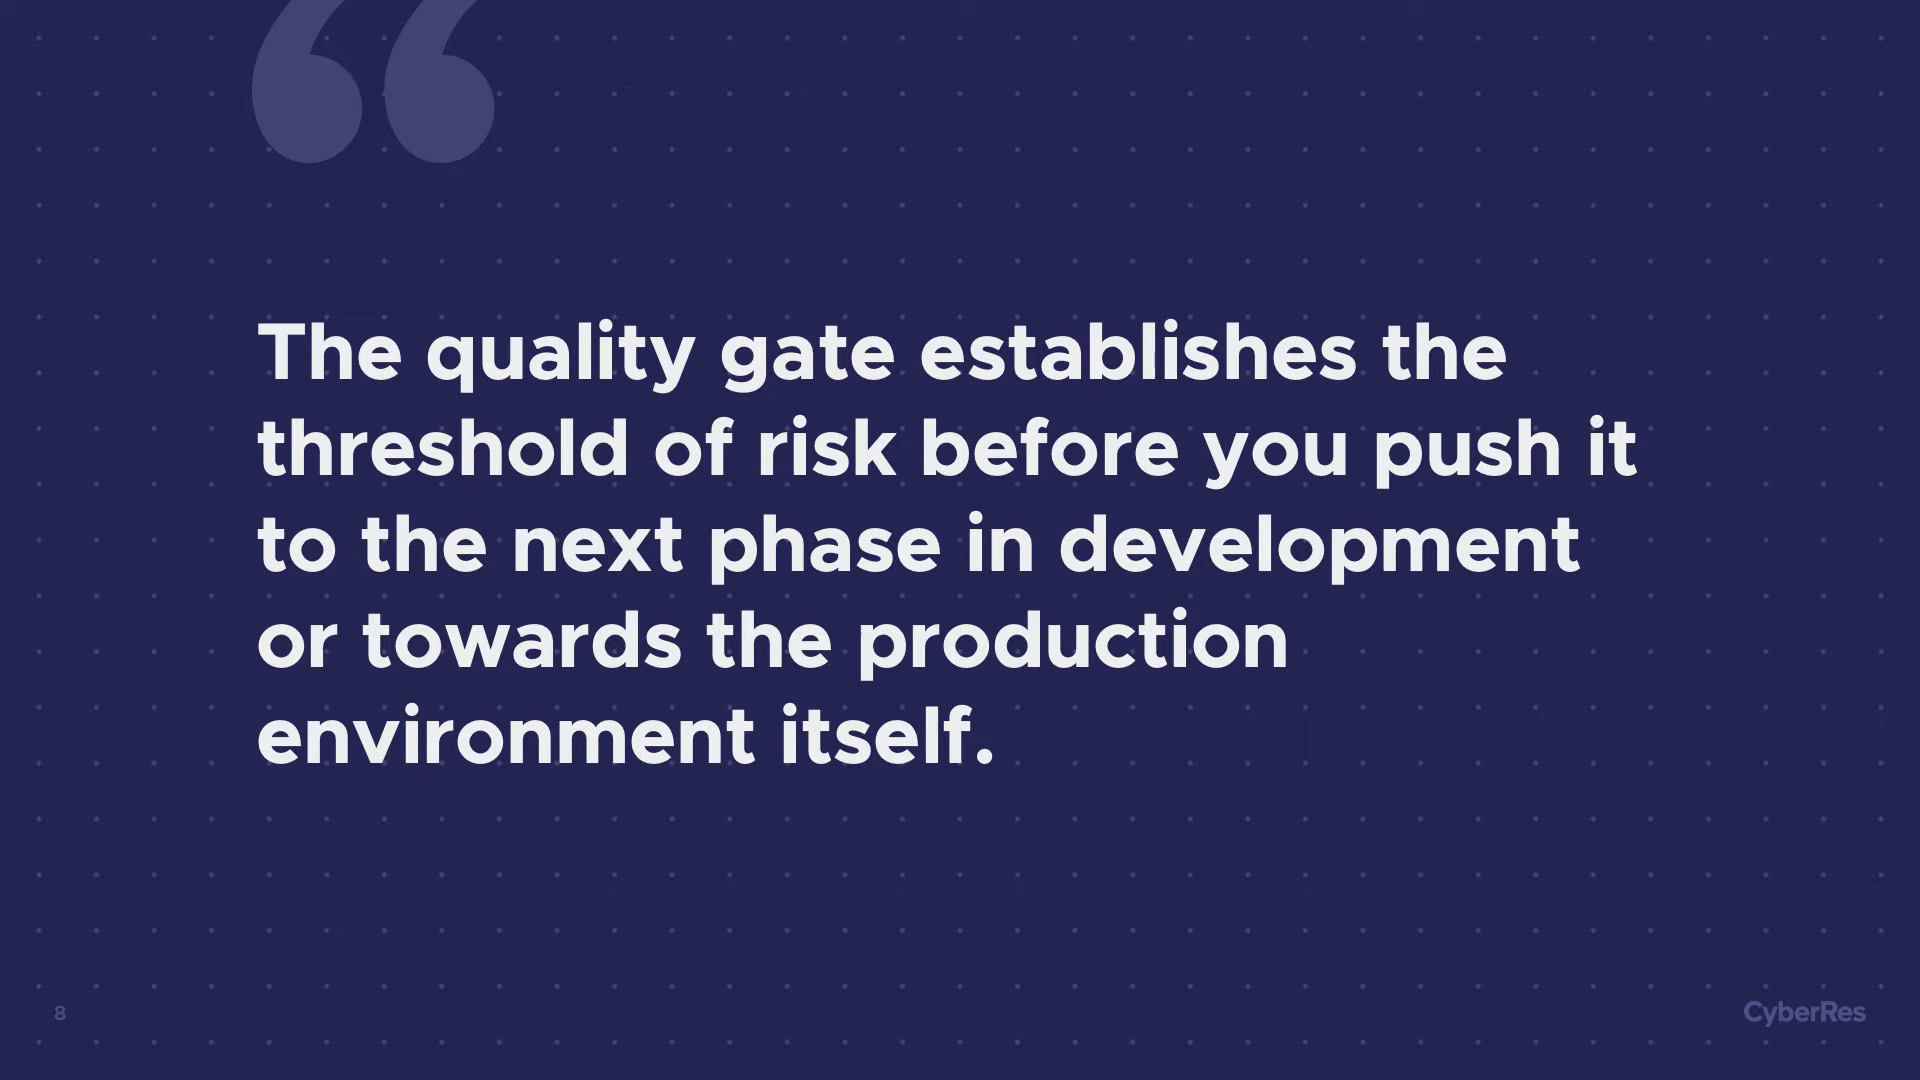 The quality gate establishes the
threshold of risk before you push it
to the next phase in development
or towards the production
environment itself.
8
CyberRes